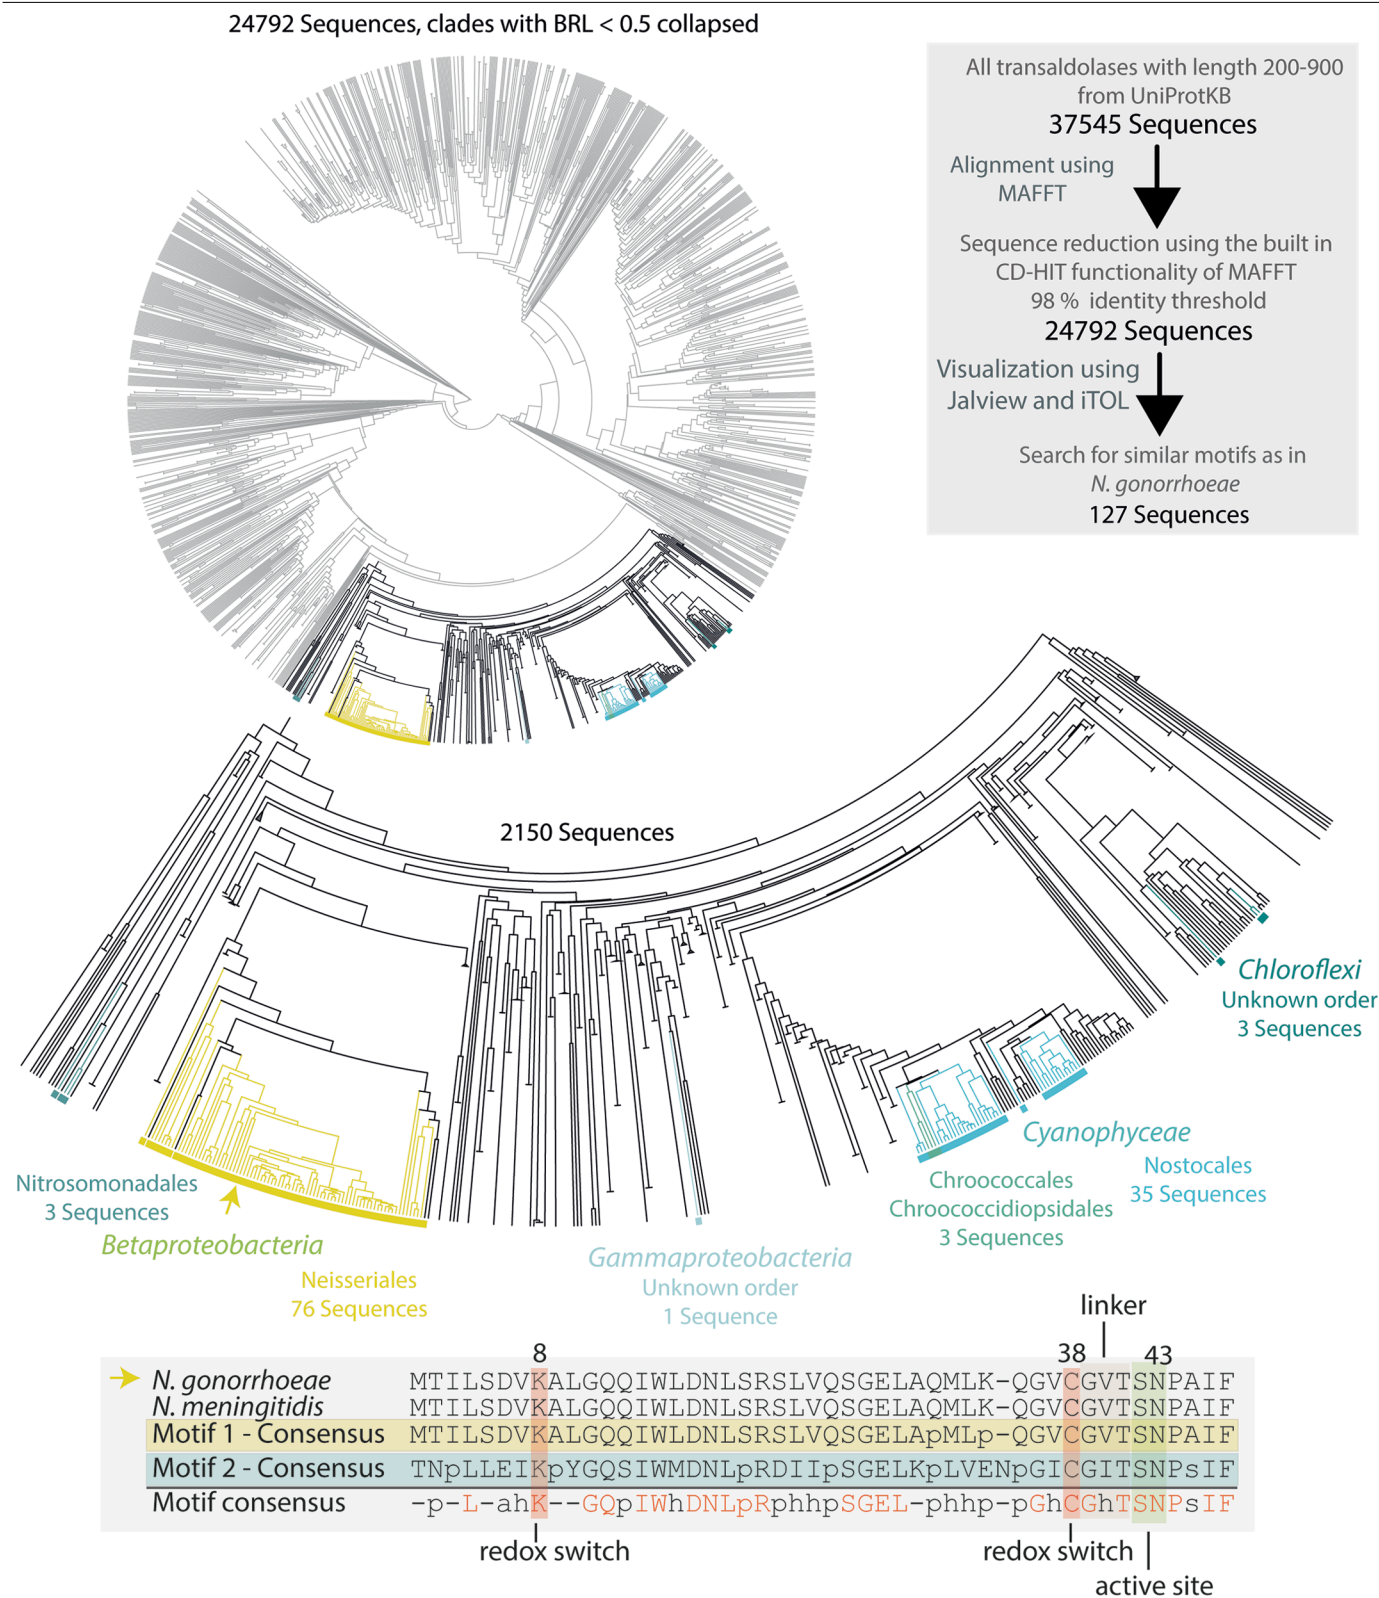 24792 Sequences, clades with BRL < 0.5 collapsed
All transaldolases with length 200-900
from UniProtKB
37545 Sequences
Alignment using
MAFFT
Sequence reduction using the built in
CD-HIT functionality of MAFFT
98 % identity threshold
24792 Sequences
Visualization using
Jalview and iTOL
Search for similar motifs as in
N. gonorrhoeae
127 Sequences
2150 Sequences
Chloroflexi
Unknown order
3 Sequences
Cyanophyceae
Nostocales
35 Sequences
Chroococcales
Chroococcidiopsidales
3 Sequences
Nitrosomonadales
3 Sequences
Betaproteobacteria
Neisseriales
76 Sequences
Gammaproteobacteria
Unknown order
1 Sequence
linker
8 38 43
N. gonorrhoeae MTILSDVKALGQQIWLDNLSRSLVQSGELAQMLK-QGVCGVTSNPAIF
N. meningitidis MTILSDVKALGQQIWLDNLSRSLVQSGELAQMLK-QGVCGVTSNPAIF
Motif 1 - Consensus MTILSDVKALGQQIWLDNLSRSLVQSGELApMLp-QGVCGVTSNPAIF
Motif 2 - Consensus TNpLLEIKpYGQSIWMDNLpRDIIpSGELKpLVENpGICGITSNPsIF
Motif consensus -p-L-ahK--GQpIWhDNLpRphhpSGEL-phhp-pGhCGhTSNPsIF
redox switch redox switch
active site